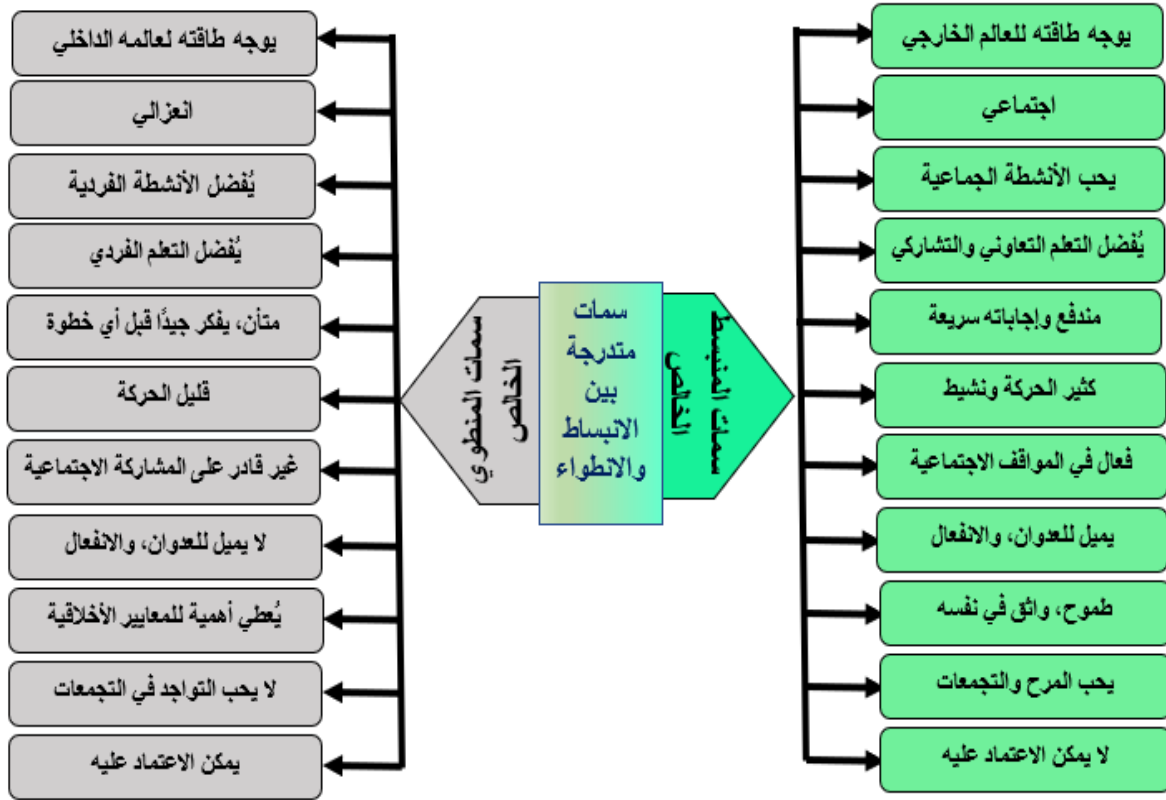 يوجه طاقته للعالم الخارجي
اجتماعي
يحب الأنشطة الجماعية
يُفضل التعلم التعاوني والتشاركي
مندفع وإجاباته سريعة
كثير الحركة ونشيط
فعال في المواقف الاجتماعية
يميل للعدوان، والانفعال
طموح، واثق في نفسه
يحب المرح والتجمعات
لا يمكن الاعتماد عليه
سمات المنبسط
الخالص
سمات
متدرجة
بين
الانبساط
والانطواء
سمات المنطوي
الخالص
يوجه طاقته لعالمه الداخلي
انعزالي
يُفضل الأنشطة الفردية
يُفضل التعلم الفردي
متأن، يفكر جيدًا قبل أي خطوة
قليل الحركة
غير قادر على المشاركة الاجتماعية
لا يميل للعدوان، والانفعال
يُعطي أهمية للمعايير الأخلاقية
لا يحب التواجد في التجمعات
يمكن الاعتماد عليه